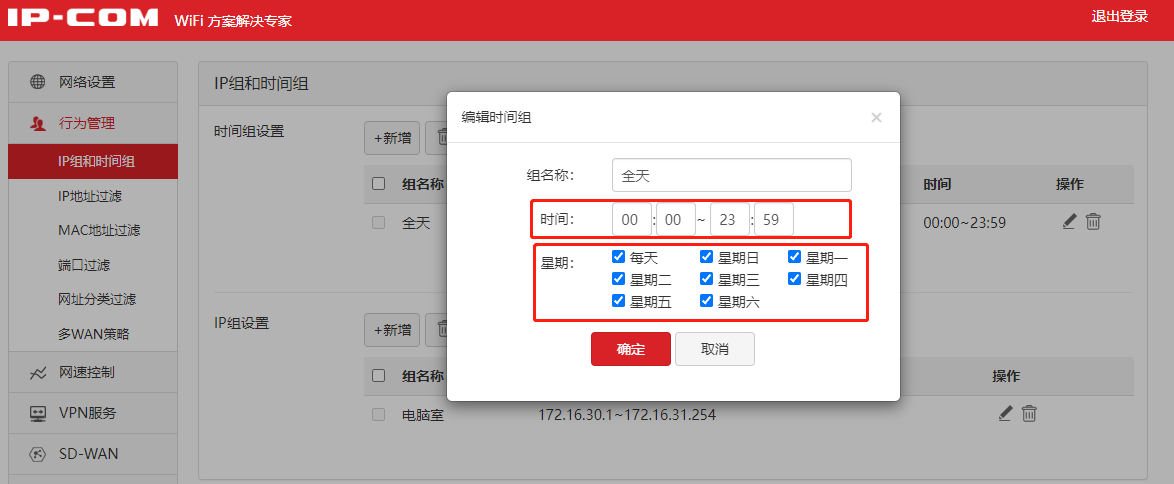 IP-COM WiFi 方案解决专家 退出登录
网络设置
行为管理
IP组和时间组
IP地址过滤
MAC地址过滤
端口过滤
网址分类过滤
多WAN策略
网速控制
VPN服务
SD-WAN
IP组和时间组
时间组设置 +新增
组名称 时间 操作
全天 00:00~23:59
IP组设置 +新增
组名称 操作
电脑室 172.16.30.1~172.16.31.254
编辑时间组 ×
组名称： 全天
时间： 00 : 00 ~ 23 : 59
星期： 每天 星期日 星期一
星期二 星期三 星期四
星期五 星期六
确定 取消